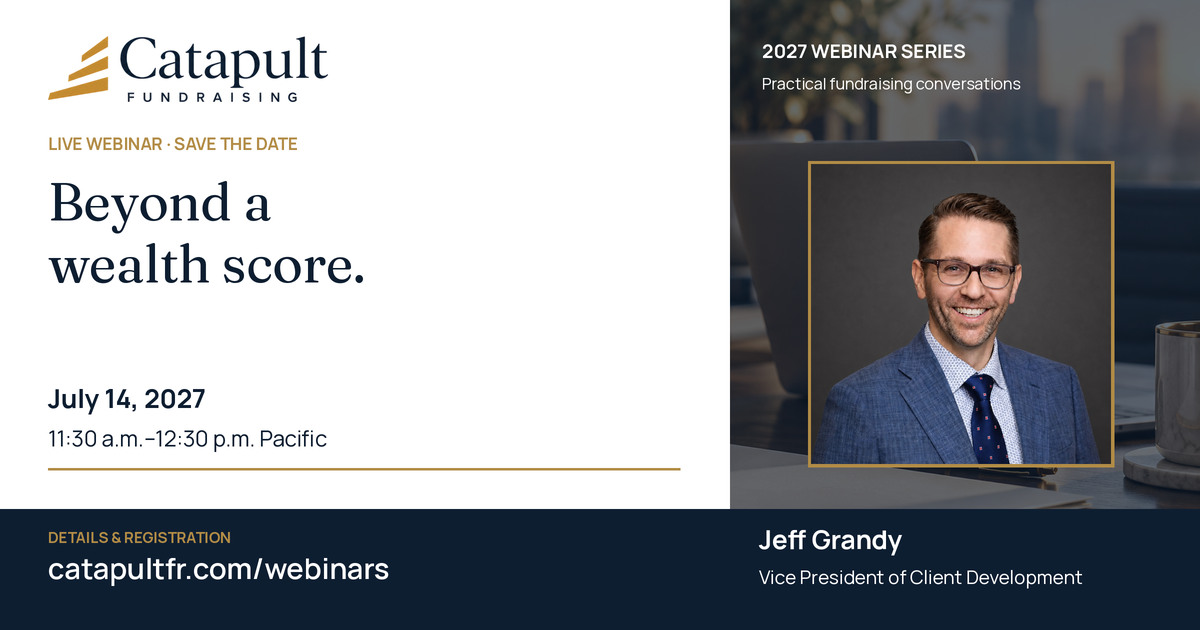 Catapult
FUNDRAISING
LIVE WEBINAR · SAVE THE DATE
Beyond a
wealth score.
July 14, 2027
11:30 a.m.–12:30 p.m. Pacific
DETAILS & REGISTRATION
catapultfr.com/webinars
2027 WEBINAR SERIES
Practical fundraising conversations
Jeff Grandy
Vice President of Client Development